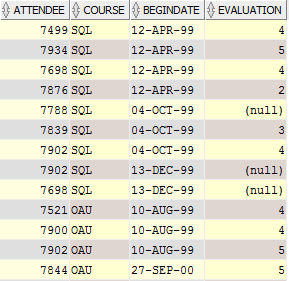 ATTENDEE COURSE BEGINDATE EVALUATION
7499 SQL 12-APR-99 4
7934 SQL 12-APR-99 5
7698 SQL 12-APR-99 4
7876 SQL 12-APR-99 2
7788 SQL 04-OCT-99 (null)
7839 SQL 04-OCT-99 3
7902 SQL 04-OCT-99 4
7902 SQL 13-DEC-99 (null)
7698 SQL 13-DEC-99 (null)
7521 OAU 10-AUG-99 4
7900 OAU 10-AUG-99 4
7902 OAU 10-AUG-99 5
7844 OAU 27-SEP-00 5